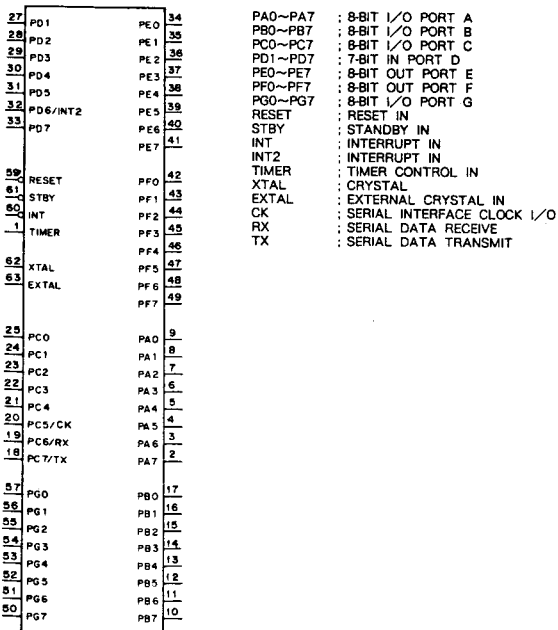 27 PD1 PE0 34
28 PD2 PE1 35
29 PD3 PE2 36
30 PD4 PE3 37
31 PD5 PE4 38
32 PD6/INT2 PE5 39
33 PD7 PE6 40
PE7 41
59 RESET PF0 42
61 STBY PF1 43
60 INT PF2 44
1 TIMER PF3 45
PF4 46
62 XTAL PF5 47
63 EXTAL PF6 48
PF7 49
25 PC0 PA0 9
24 PC1 PA1 8
23 PC2 PA2 7
22 PC3 PA3 6
21 PC4 PA4 5
20 PC5/CK PA5 4
19 PC6/RX PA6 3
18 PC7/TX PA7 2
57 PG0 PB0 17
56 PG1 PB1 16
55 PG2 PB2 15
54 PG3 PB3 14
53 PG4 PB4 13
52 PG5 PB5 12
51 PG6 PB6 11
50 PG7 PB7 10
PA0~PA7 : 8-BIT I/O PORT A
PB0~PB7 : 8-BIT I/O PORT B
PC0~PC7 : 8-BIT I/O PORT C
PD1~PD7 : 7-BIT IN PORT D
PE0~PE7 : 8-BIT OUT PORT E
PF0~PF7 : 8-BIT OUT PORT F
PG0~PG7 : 8-BIT I/O PORT G
RESET : RESET IN
STBY : STANDBY IN
INT : INTERRUPT IN
INT2 : INTERRUPT IN
TIMER : TIMER CONTROL IN
XTAL : CRYSTAL
EXTAL : EXTERNAL CRYSTAL IN
CK : SERIAL INTERFACE CLOCK I/O
RX : SERIAL DATA RECEIVE
TX : SERIAL DATA TRANSMIT